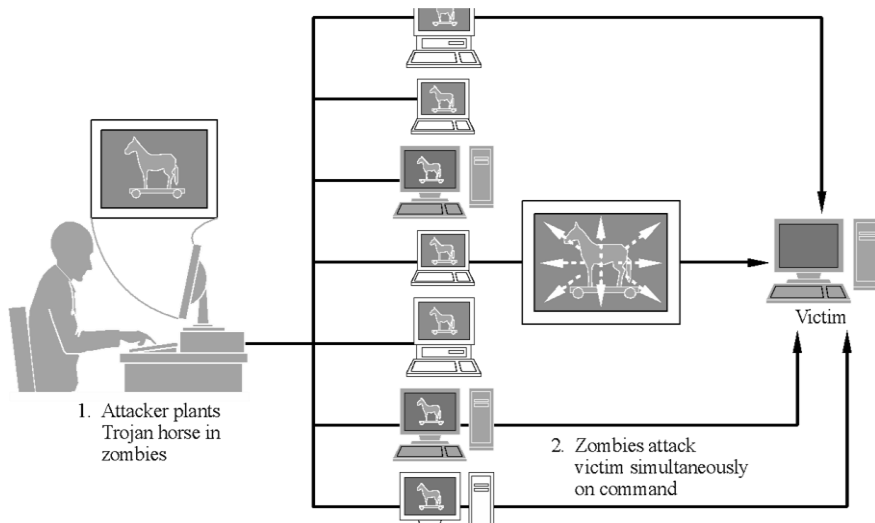 1. Attacker plants
Trojan horse in
zombies
Victim
2. Zombies attack
victim simultaneously
on command